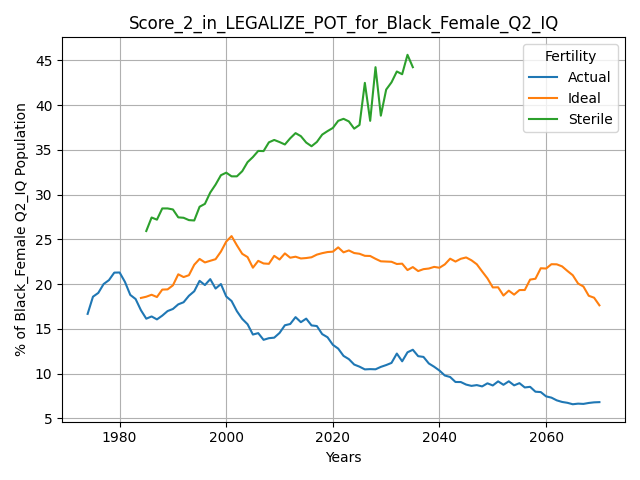 Score_2_in_LEGALIZE_POT_for_Black_Female_Q2_IQ
% of Black_Female Q2_IQ Population
45
40
35
30
25
20
15
10
5
Fertility
Actual
Ideal
Sterile
1980
2000
2020
2040
2060
Years